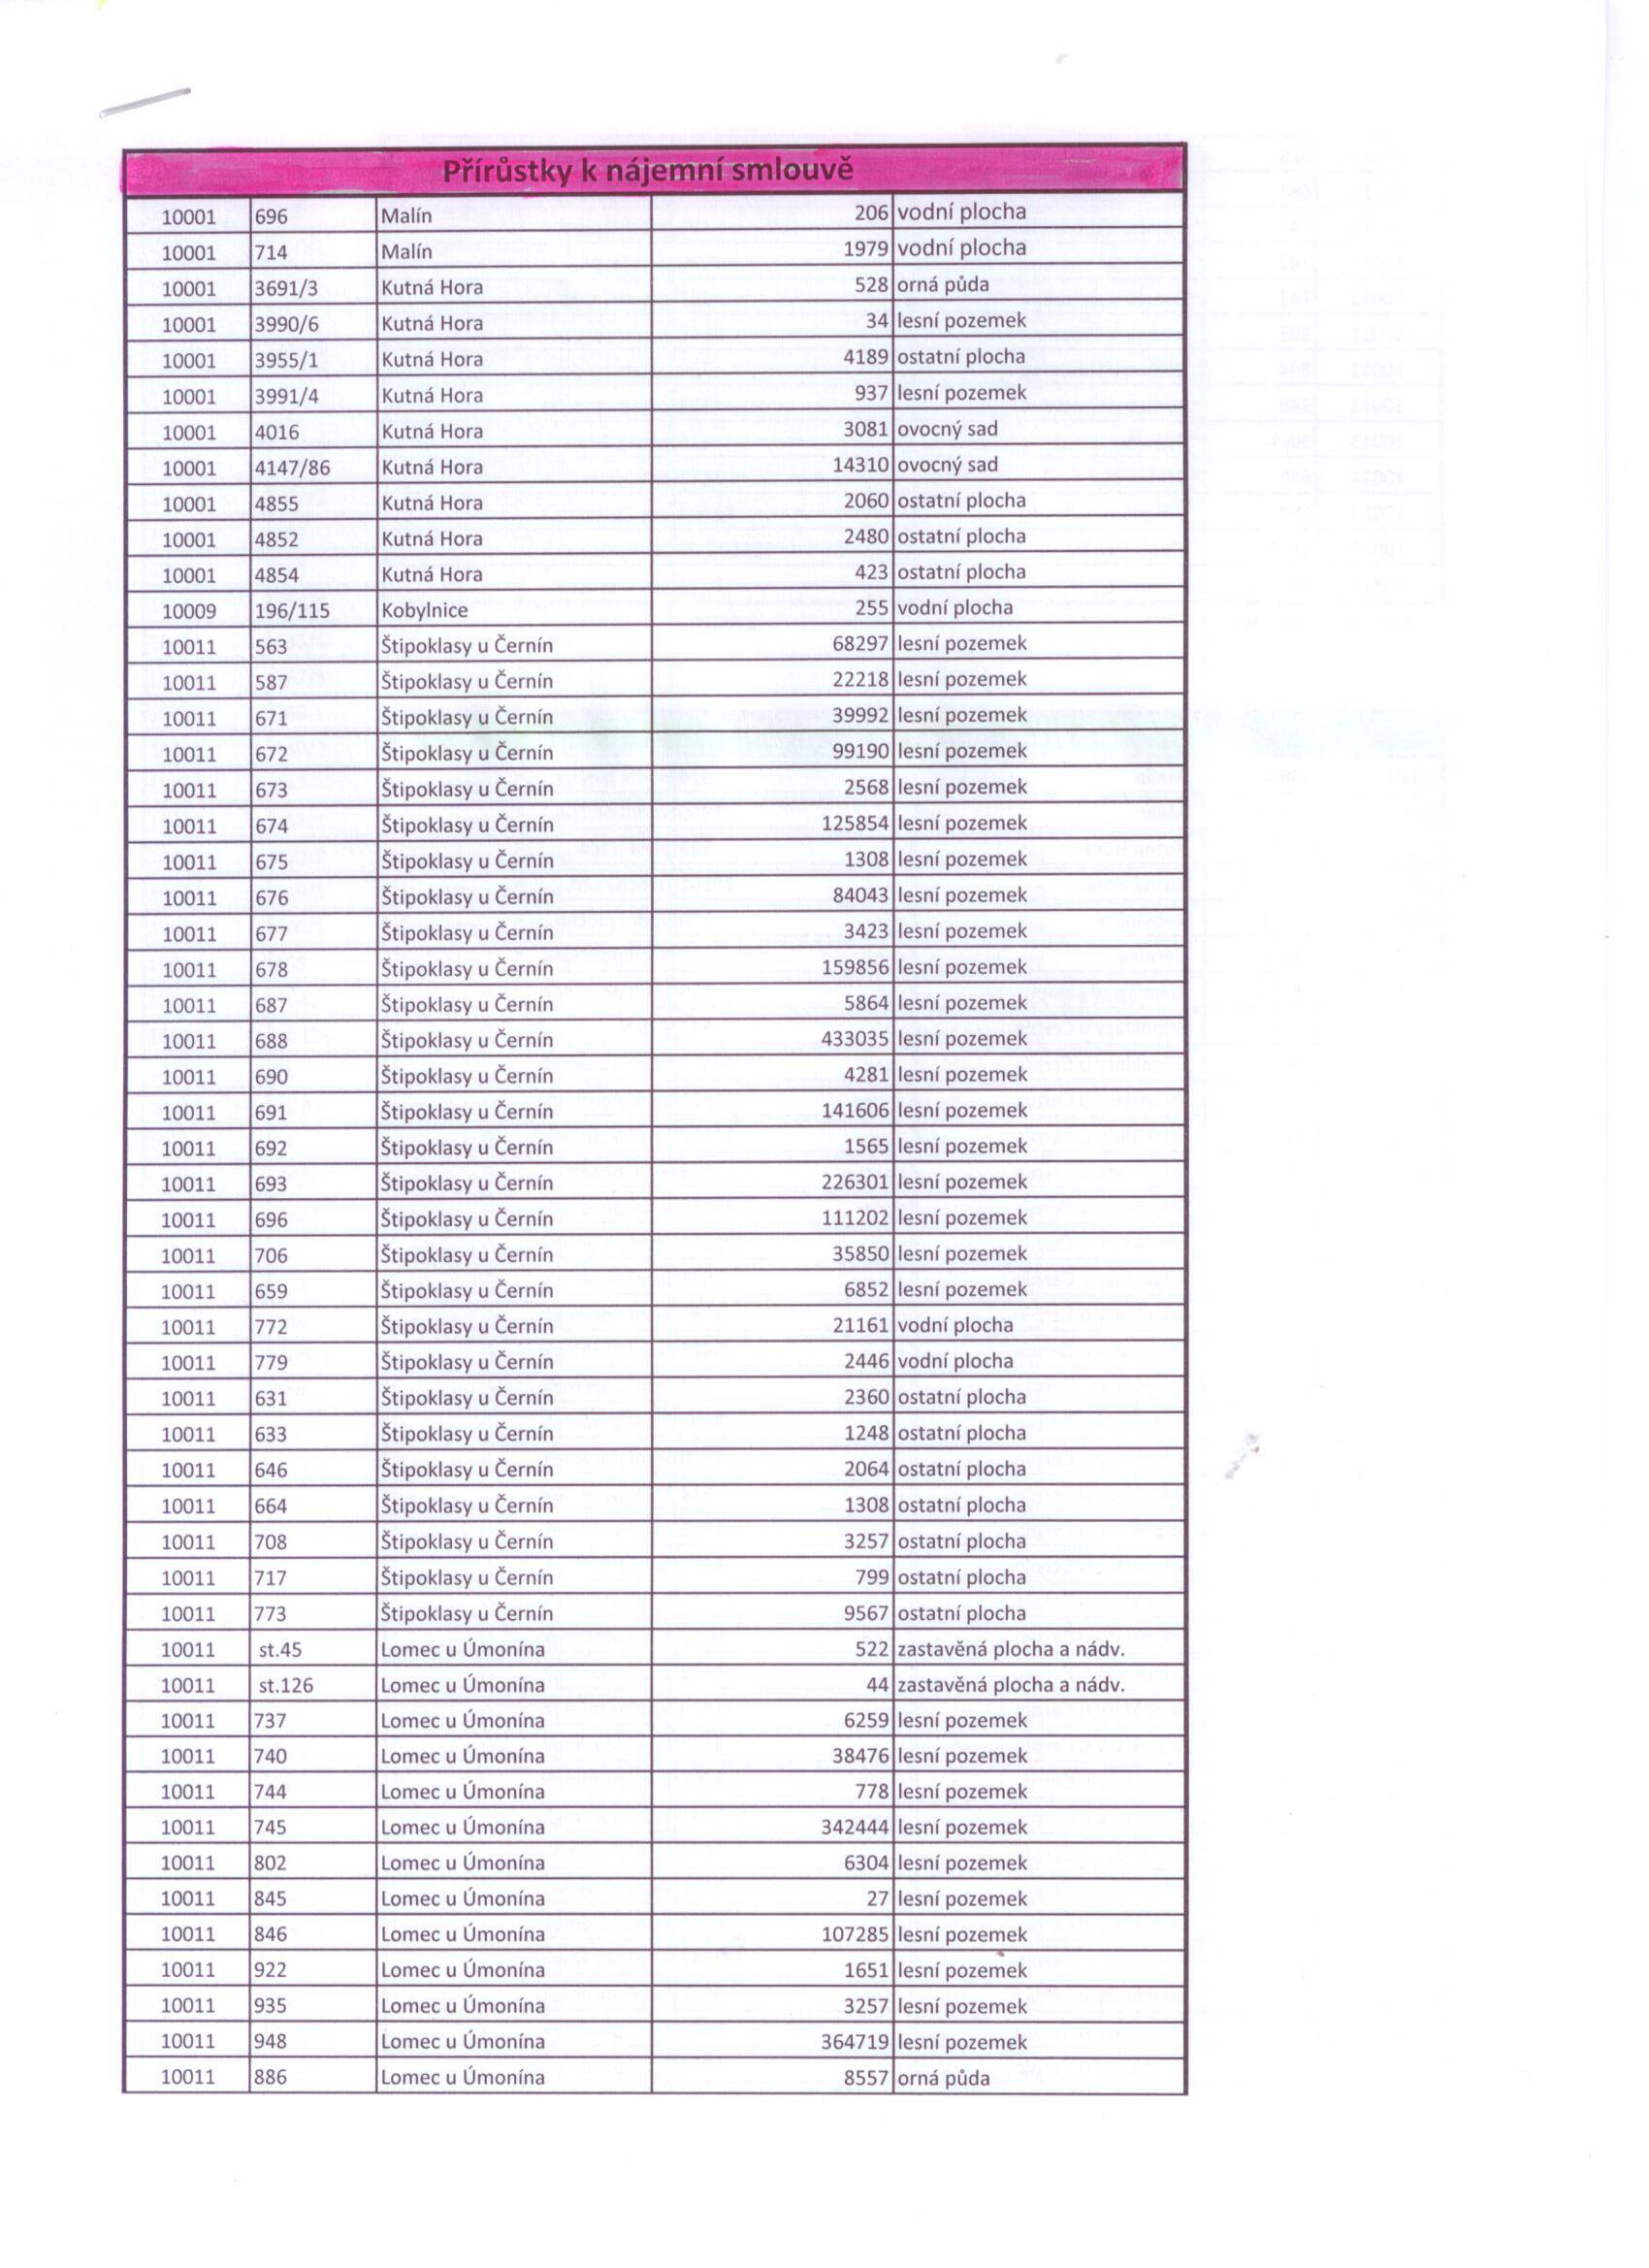 Přírůstky k nájemní smlouvě
10001 696 Malín 206 vodní plocha
10001 714 Malín 1979 vodní plocha
10001 3691/3 Kutná Hora 528 orná půda
10001 3990/6 Kutná Hora 34 lesní pozemek
10001 3955/1 Kutná Hora 4189 ostatní plocha
10001 3991/4 Kutná Hora 937 lesní pozemek
10001 4016 Kutná Hora 3081 ovocný sad
10001 4147/86 Kutná Hora 14310 ovocný sad
10001 4855 Kutná Hora 2060 ostatní plocha
10001 4852 Kutná Hora 2480 ostatní plocha
10001 4854 Kutná Hora 423 ostatní plocha
10009 196/115 Kobylnice 255 vodní plocha
10011 563 Štipoklasy u Černín 68297 lesní pozemek
10011 587 Štipoklasy u Černín 22218 lesní pozemek
10011 671 Štipoklasy u Černín 39992 lesní pozemek
10011 672 Štipoklasy u Černín 99190 lesní pozemek
10011 673 Štipoklasy u Černín 2568 lesní pozemek
10011 674 Štipoklasy u Černín 125854 lesní pozemek
10011 675 Štipoklasy u Černín 1308 lesní pozemek
10011 676 Štipoklasy u Černín 84043 lesní pozemek
10011 677 Štipoklasy u Černín 3423 lesní pozemek
10011 678 Štipoklasy u Černín 159856 lesní pozemek
10011 687 Štipoklasy u Černín 5864 lesní pozemek
10011 688 Štipoklasy u Černín 433035 lesní pozemek
10011 690 Štipoklasy u Černín 4281 lesní pozemek
10011 691 Štipoklasy u Černín 141606 lesní pozemek
10011 692 Štipoklasy u Černín 1565 lesní pozemek
10011 693 Štipoklasy u Černín 226301 lesní pozemek
10011 696 Štipoklasy u Černín 111202 lesní pozemek
10011 706 Štipoklasy u Černín 35850 lesní pozemek
10011 659 Štipoklasy u Černín 6852 lesní pozemek
10011 772 Štipoklasy u Černín 21161 vodní plocha
10011 779 Štipoklasy u Černín 2446 vodní plocha
10011 631 Štipoklasy u Černín 2360 ostatní plocha
10011 633 Štipoklasy u Černín 1248 ostatní plocha
10011 646 Štipoklasy u Černín 2064 ostatní plocha
10011 664 Štipoklasy u Černín 1308 ostatní plocha
10011 708 Štipoklasy u Černín 3257 ostatní plocha
10011 717 Štipoklasy u Černín 799 ostatní plocha
10011 773 Štipoklasy u Černín 9567 ostatní plocha
10011 st.45 Lomec u Úmonína 522 zastavěná plocha a nádv.
10011 st.126 Lomec u Úmonína 44 zastavěná plocha a nádv.
10011 737 Lomec u Úmonína 6259 lesní pozemek
10011 740 Lomec u Úmonína 38476 lesní pozemek
10011 744 Lomec u Úmonína 778 lesní pozemek
10011 745 Lomec u Úmonína 342444 lesní pozemek
10011 802 Lomec u Úmonína 6304 lesní pozemek
10011 845 Lomec u Úmonína 27 lesní pozemek
10011 846 Lomec u Úmonína 107285 lesní pozemek
10011 922 Lomec u Úmonína 1651 lesní pozemek
10011 935 Lomec u Úmonína 3257 lesní pozemek
10011 948 Lomec u Úmonína 364719 lesní pozemek
10011 886 Lomec u Úmonína 8557 orná půda